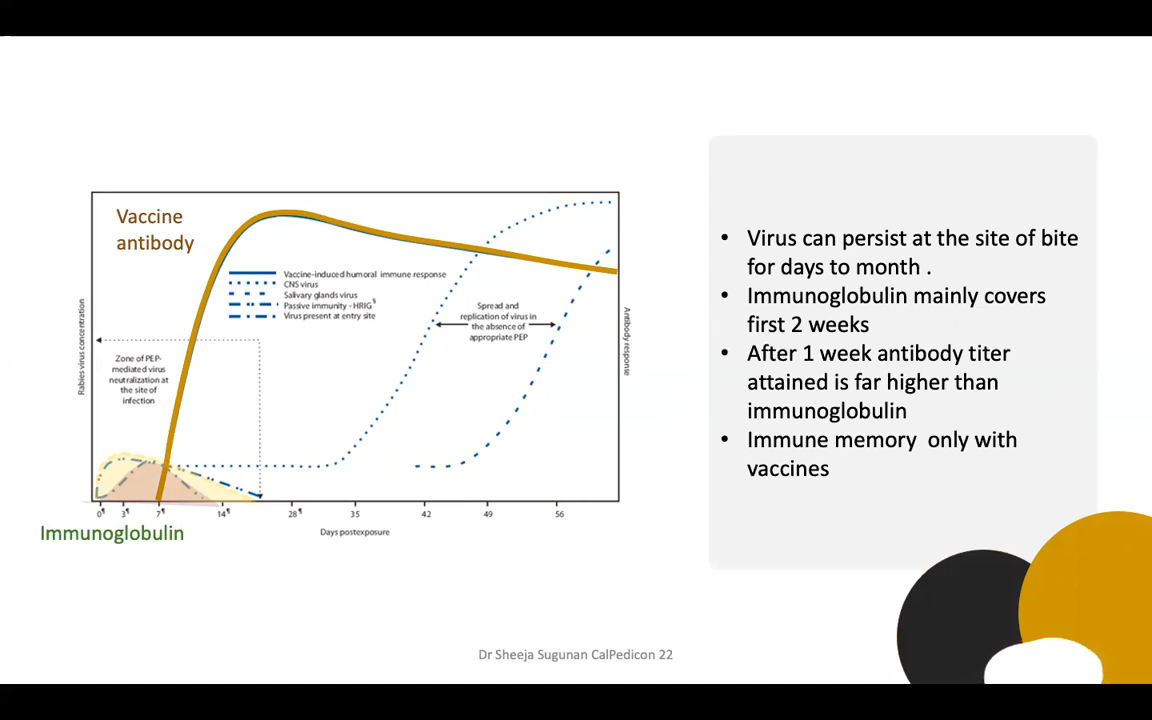 Vaccine
antibody
Vaccine-induced humoral immune response
CNS virus
Salivary glands virus
Passive immunity - HRIG§
Virus present at entry site
Spread and
replication of virus in
the absence of
appropriate PEP
Zone of PEP-
mediated virus
neutralization at
the site of
infection
Rabies virus concentration
Antibody response
0¶ 3¶ 7¶ 14¶ 28¶ 35 42 49 56
Days postexposure
Immunoglobulin
• Virus can persist at the site of bite
for days to month .
• Immunoglobulin mainly covers
first 2 weeks
• After 1 week antibody titer
attained is far higher than
immunoglobulin
• Immune memory only with
vaccines
Dr Sheeja Sugunan CalPedicon 22